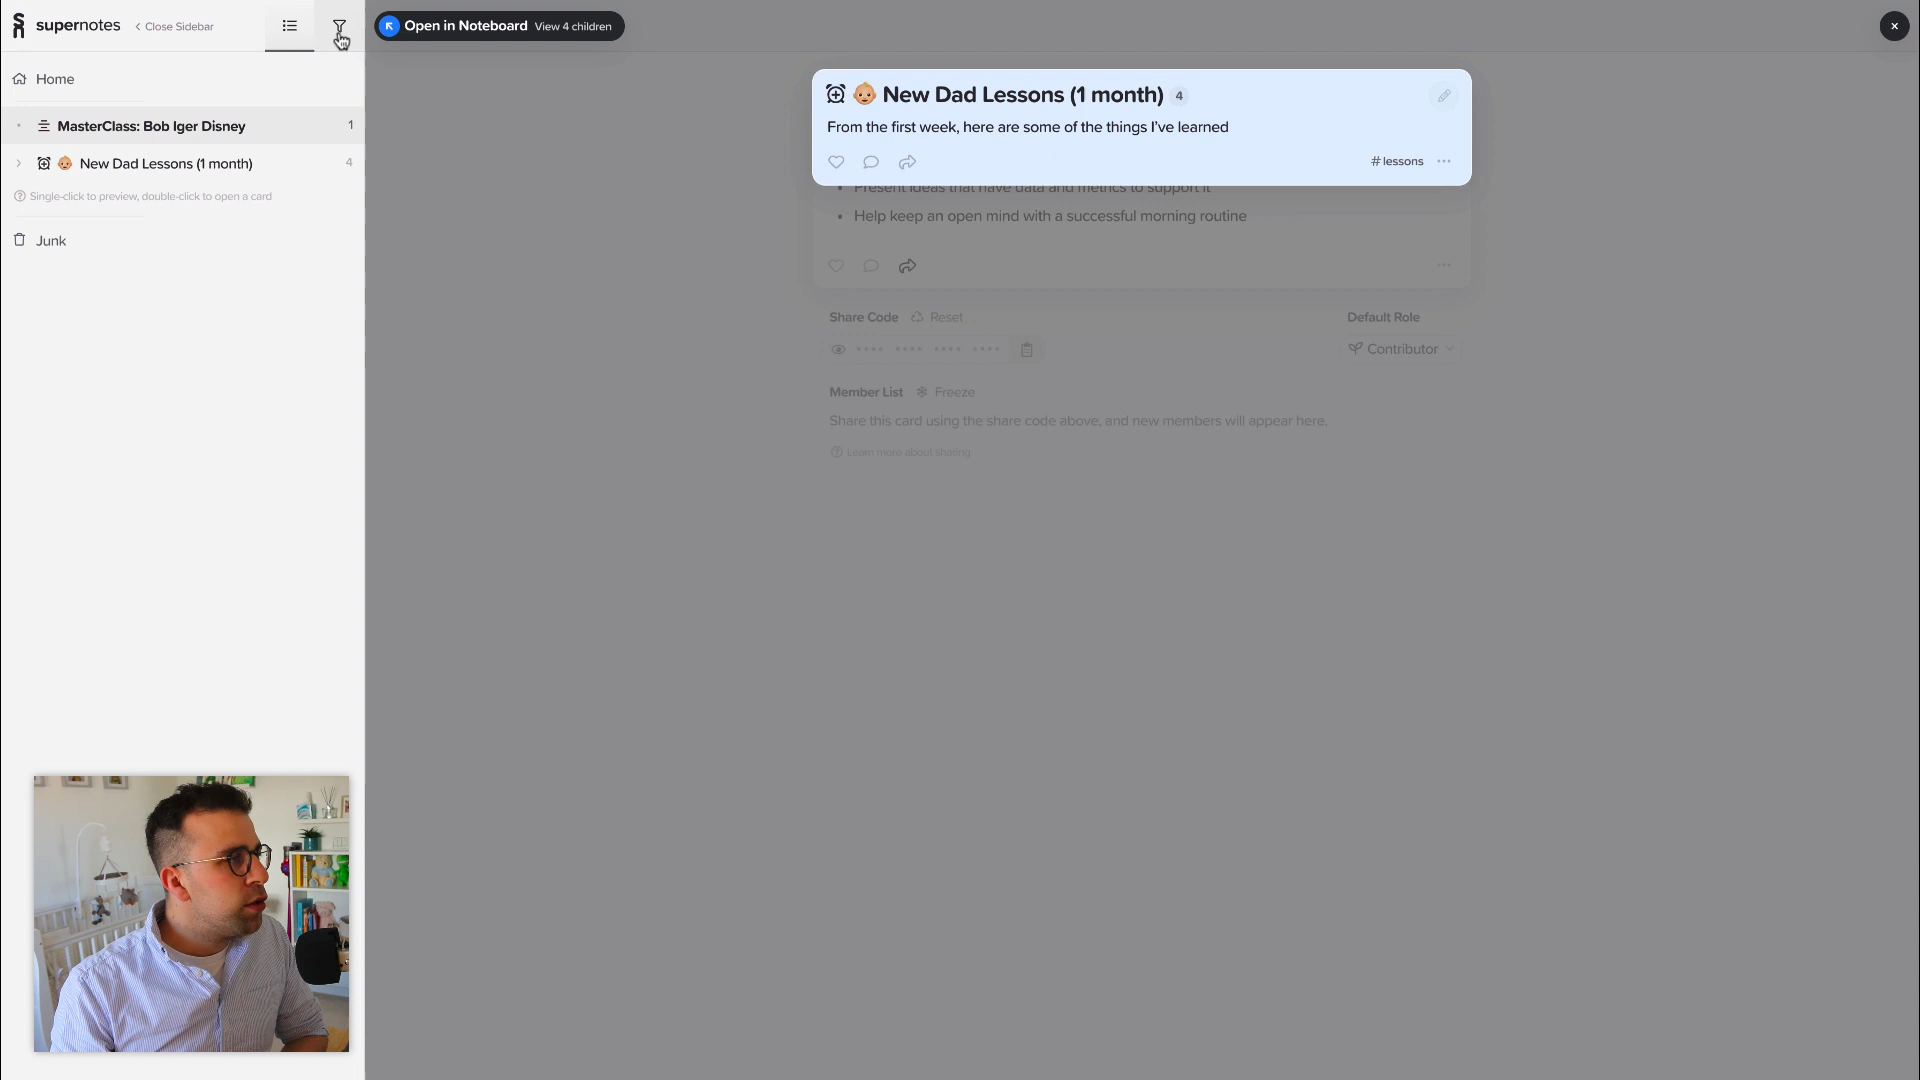 supernotes
Close Sidebar
Open in Noteboard View 4 children
Home
MasterClass: Bob Iger Disney 1
New Dad Lessons (1 month) 4
Single-click to preview, double-click to open a card
Junk
New Dad Lessons (1 month) 4
From the first week, here are some of the things I've learned
#lessons
Present ideas that have data and metrics to support it
Help keep an open mind with a successful morning routine
Share Code Reset... Default Role
Contributor
Member List Freeze
Share this card using the share code above, and new members will appear here.
Learn more about sharing